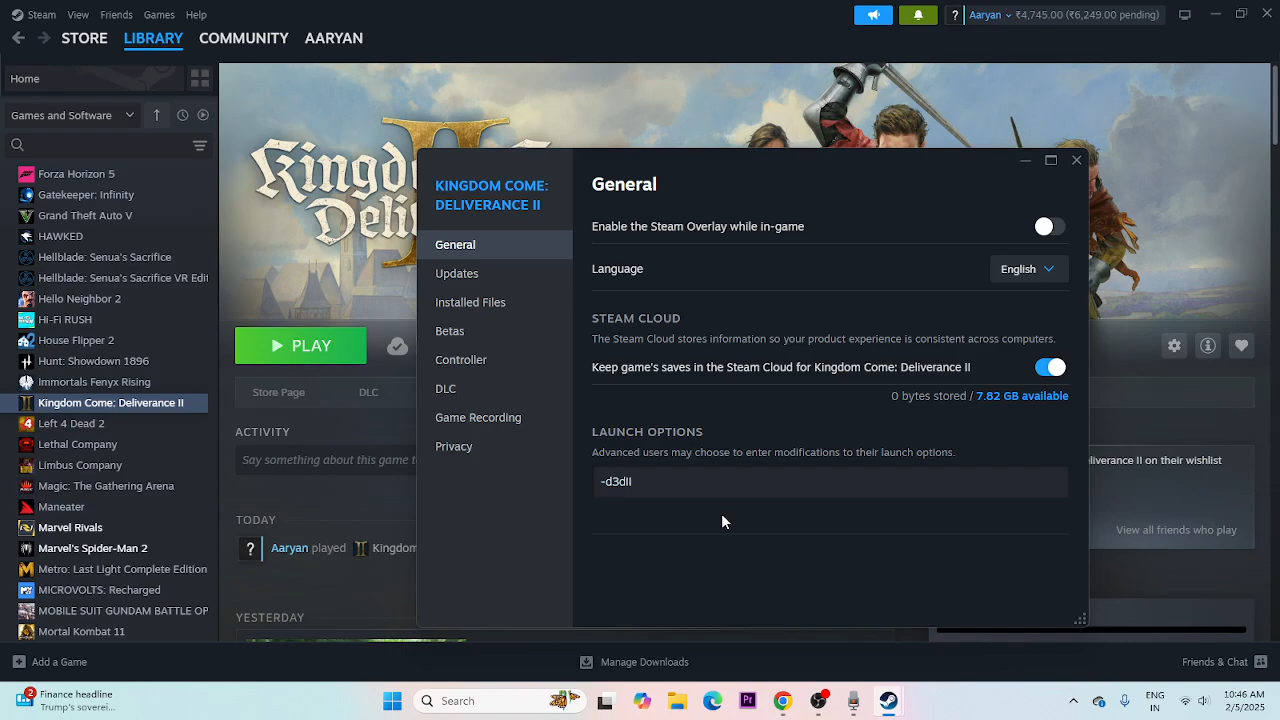 Steam View Friends Games Help
? Aaryan ₹4,745.00 (₹6,249.00 pending)
STORE LIBRARY COMMUNITY AARYAN
Home
Games and Software
Forza Horizon 5
Gatekeeper: Infinity
Grand Theft Auto V
HAWKED
Hellblade: Senua's Sacrifice
Hellblade: Senua's Sacrifice VR Edit
Hello Neighbor 2
Hi-Fi RUSH
House Flipper 2
Hunt: Showdown 1896
Immortals Fenyx Rising
Kingdom Come: Deliverance II
Left 4 Dead 2
Lethal Company
Limbus Company
Magic: The Gathering Arena
Maneater
Marvel Rivals
Marvel's Spider-Man 2
Metro: Last Light Complete Edition
MICROVOLTS: Recharged
MOBILE SUIT GUNDAM BATTLE OP
Mortal Kombat 11
Kingd
Deli
PLAY
Store Page DLC
ACTIVITY
Say something about this game t
TODAY
? Aaryan played Kingdom
YESTERDAY
KINGDOM COME:
DELIVERANCE II
General
Updates
Installed Files
Betas
Controller
DLC
Game Recording
Privacy
General
Enable the Steam Overlay while in-game
Language English
STEAM CLOUD
The Steam Cloud stores information so your product experience is consistent across computers.
Keep game's saves in the Steam Cloud for Kingdom Come: Deliverance II
0 bytes stored / 7.82 GB available
LAUNCH OPTIONS
Advanced users may choose to enter modifications to their launch options.
-d3dll
eliverance II on their wishlist
View all friends who play
Add a Game Manage Downloads Friends & Chat
2 Finance headline
Trump's soverei...
Search
Pr
ENG
IN
10:46 AM
2/5/2025